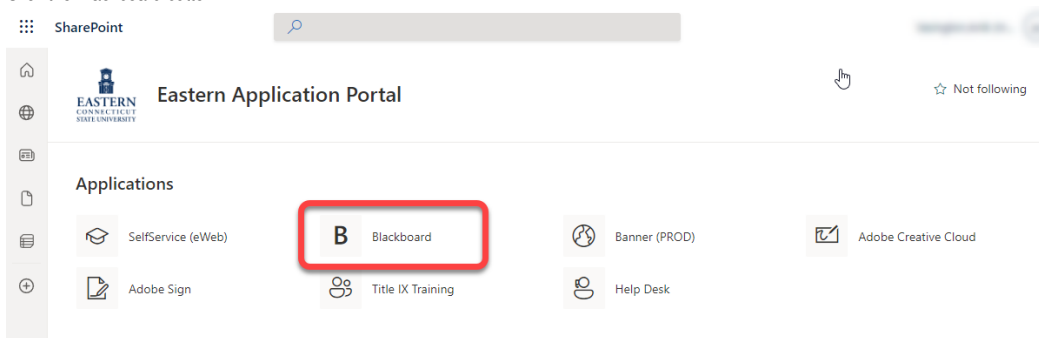 SharePoint
EASTERN
CONNECTICUT
STATE UNIVERSITY
Eastern Application Portal
Not following
Applications
SelfService (eWeb)
B Blackboard
Banner (PROD)
Adobe Creative Cloud
Adobe Sign
Title IX Training
Help Desk